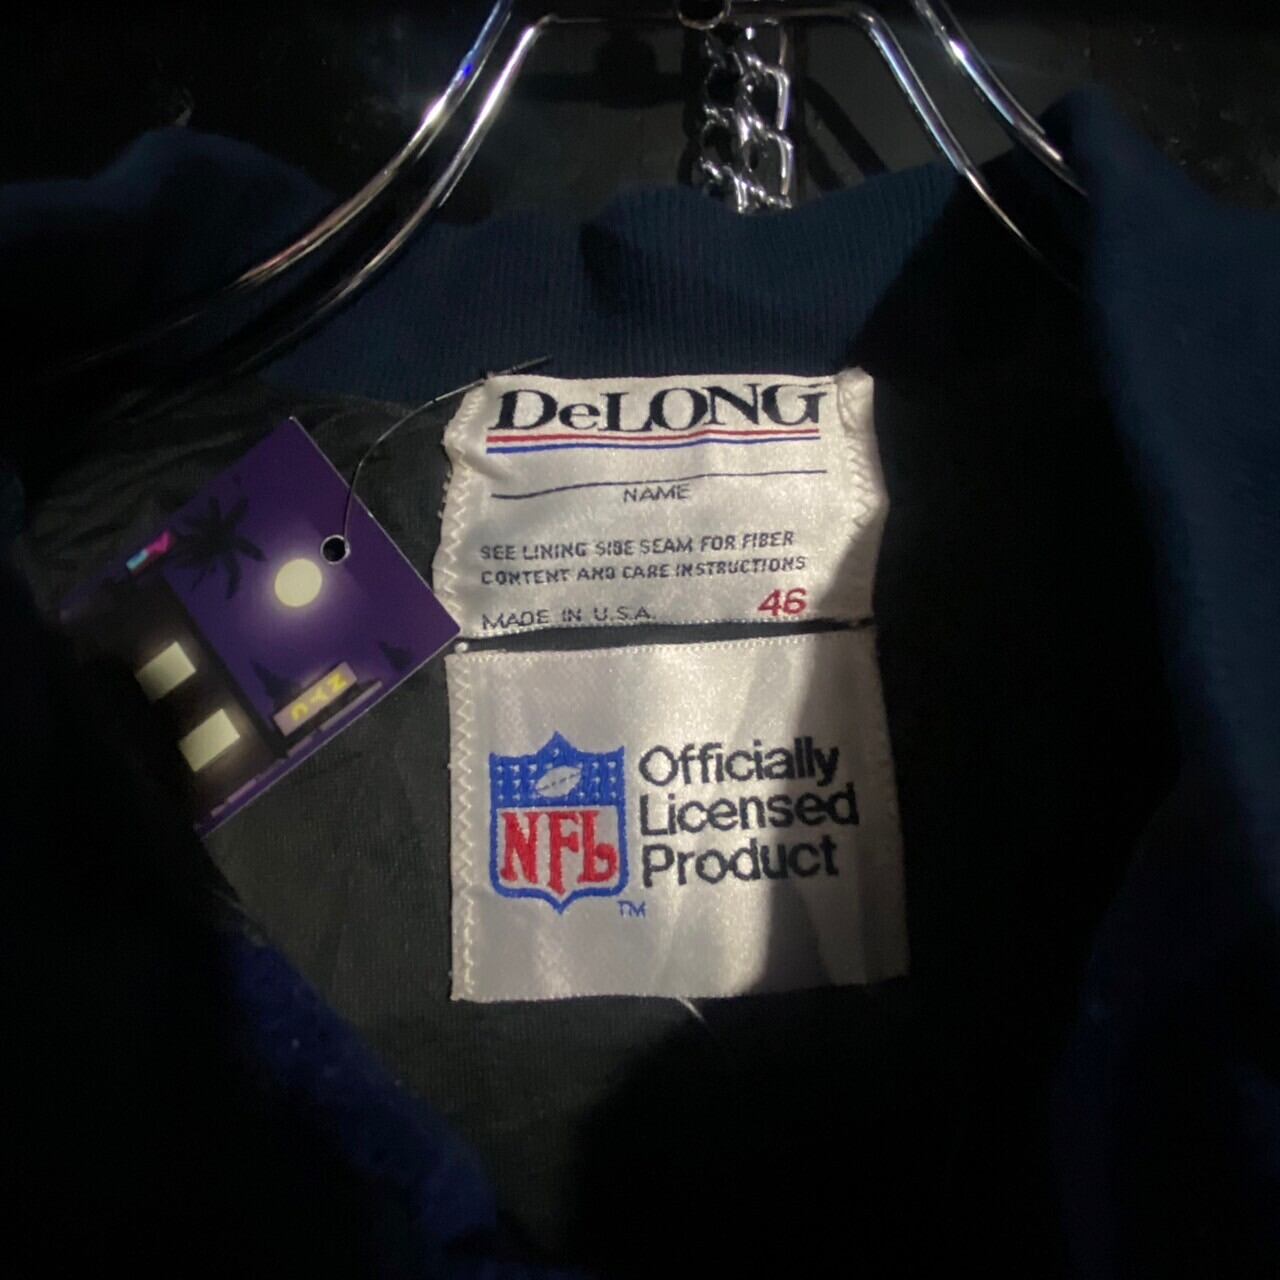 DeLONG
NAME
SEE LINING SIDE SEAM FOR FIBER
CONTENT AND CARE INSTRUCTIONS
MADE IN U.S.A. 46
NFL
Officially
Licensed
Product
TM